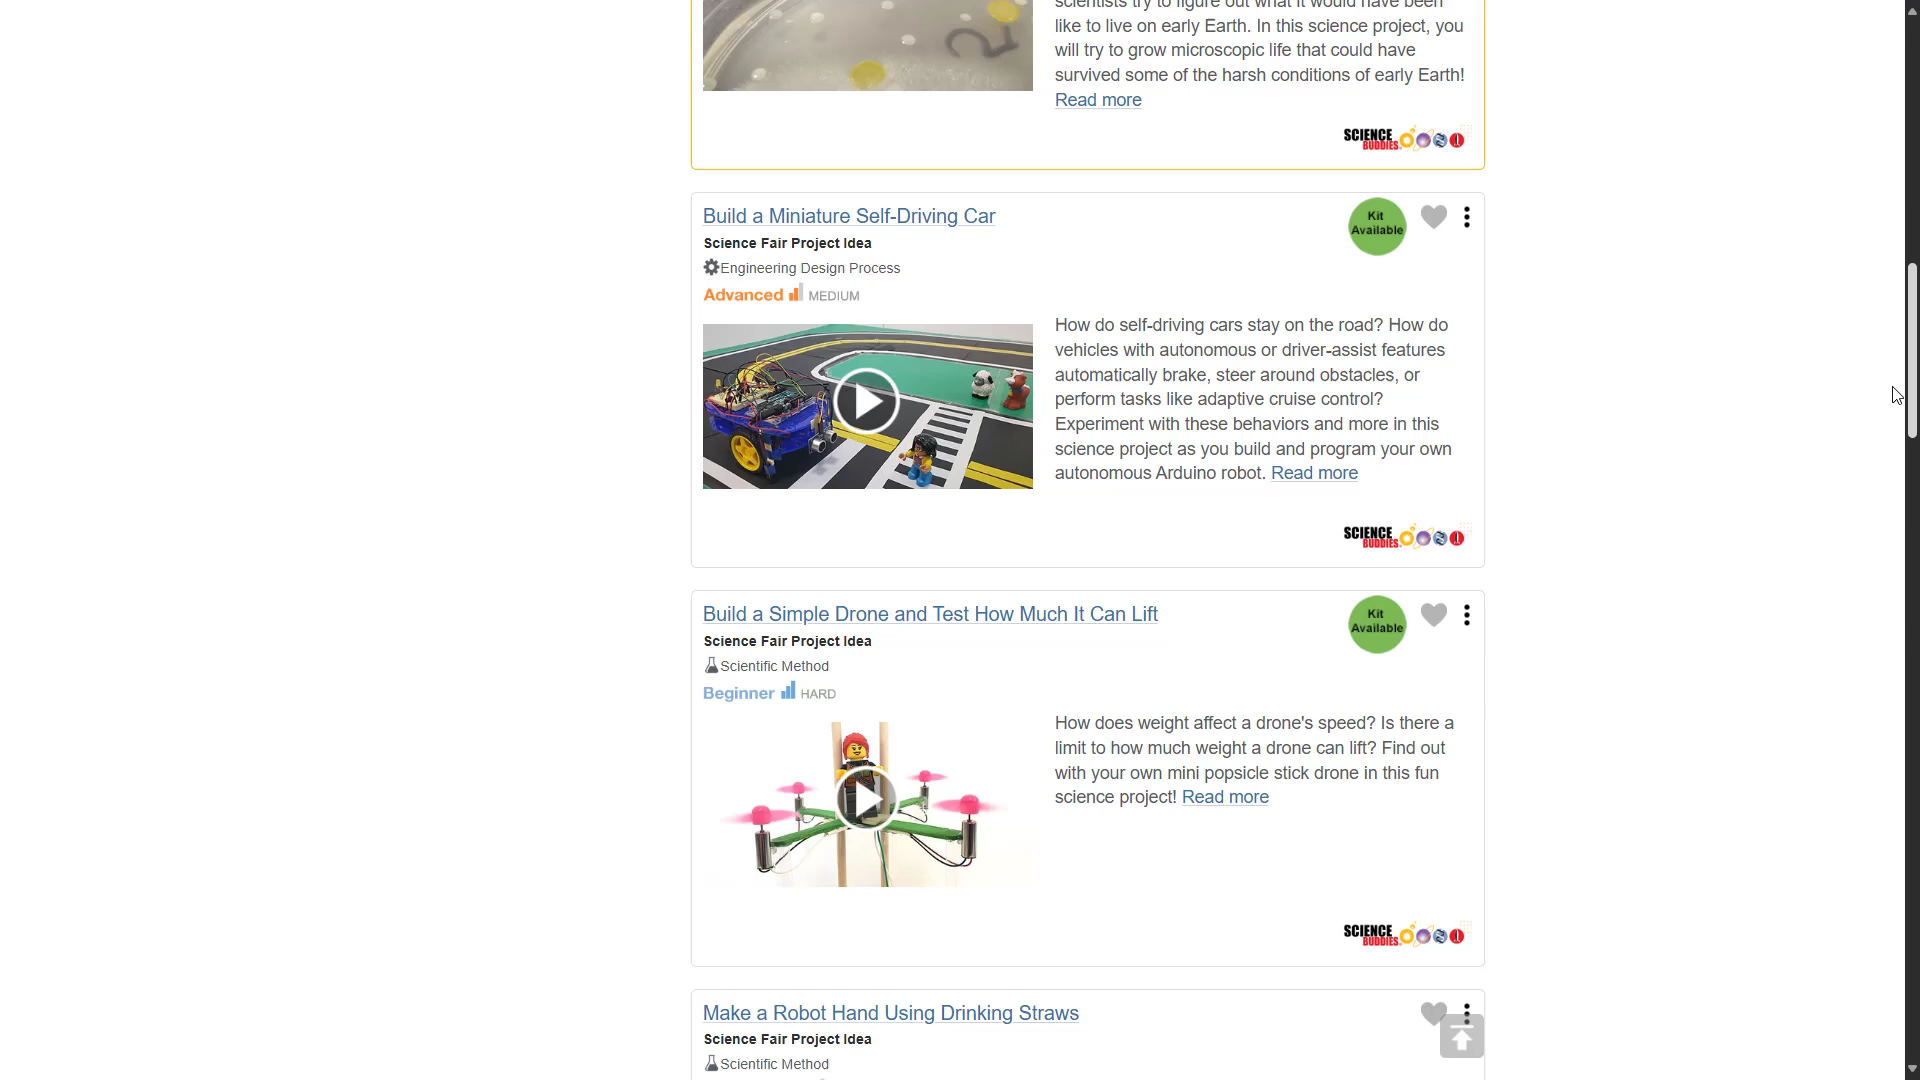 scientists try to figure out what it would have been
like to live on early Earth. In this science project, you
will try to grow microscopic life that could have
survived some of the harsh conditions of early Earth!
Read more
2
SCIENCE
BUDDIES
Build a Miniature Self-Driving Car
Kit
Available
Science Fair Project Idea
Engineering Design Process
Advanced MEDIUM
How do self-driving cars stay on the road? How do
vehicles with autonomous or driver-assist features
automatically brake, steer around obstacles, or
perform tasks like adaptive cruise control?
Experiment with these behaviors and more in this
science project as you build and program your own
autonomous Arduino robot. Read more
SCIENCE
BUDDIES
Build a Simple Drone and Test How Much It Can Lift
Kit
Available
Science Fair Project Idea
Scientific Method
Beginner HARD
How does weight affect a drone's speed? Is there a
limit to how much weight a drone can lift? Find out
with your own mini popsicle stick drone in this fun
science project! Read more
SCIENCE
BUDDIES
Make a Robot Hand Using Drinking Straws
Science Fair Project Idea
Scientific Method